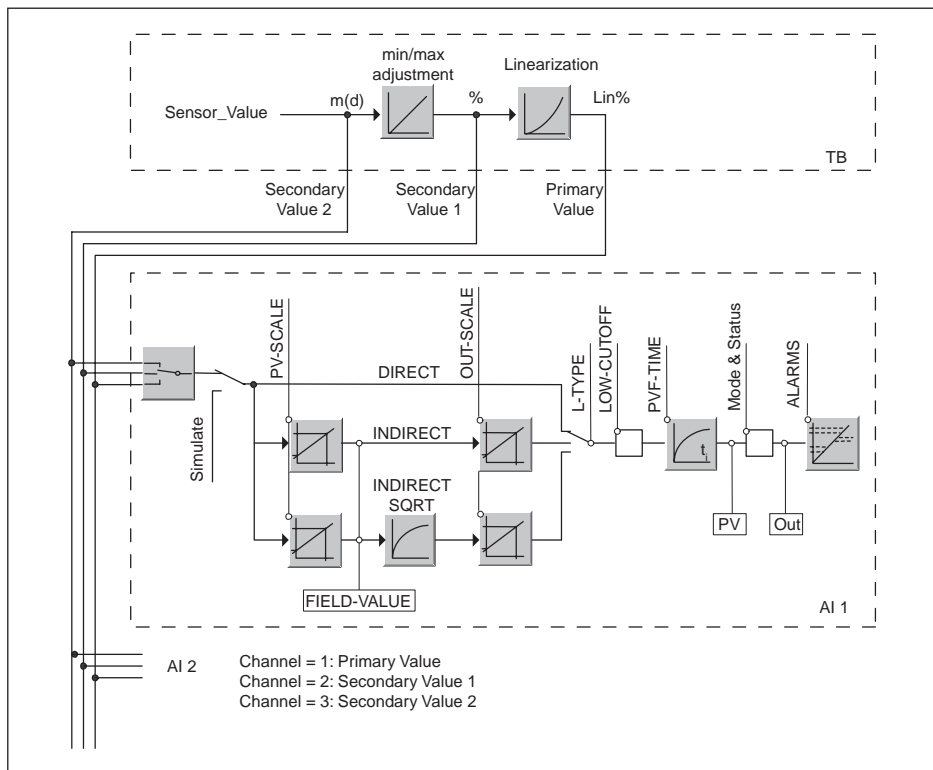 min/max
adjustment
Linearization
Sensor_Value
m(d)
%
Lin%
TB
Secondary
Value 2
Secondary
Value 1
Primary
Value
PV-SCALE
OUT-SCALE
L-TYPE
LOW-CUTOFF
PVF-TIME
Mode & Status
ALARMS
Simulate
DIRECT
INDIRECT
INDIRECT
SQRT
t i
PV
Out
FIELD-VALUE
AI 1
AI 2
Channel = 1: Primary Value
Channel = 2: Secondary Value 1
Channel = 3: Secondary Value 2